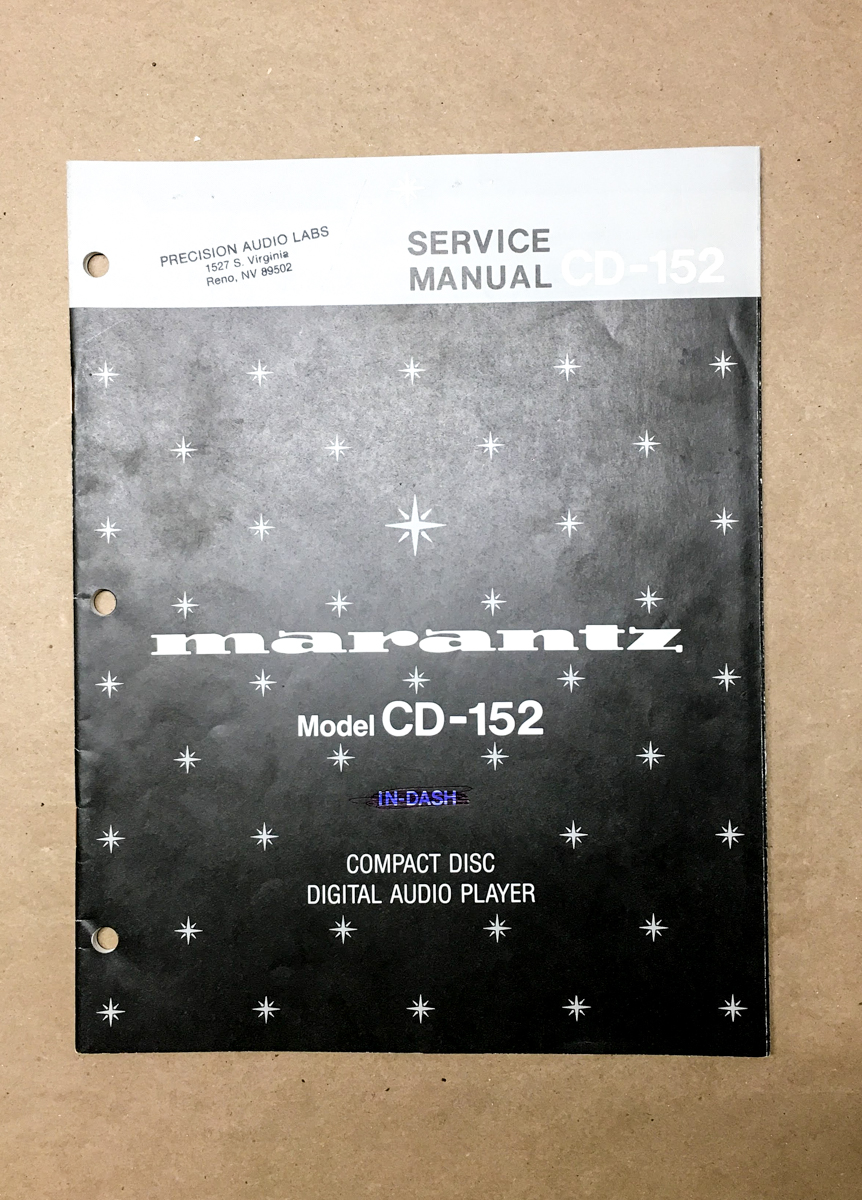 PRECISION AUDIO LABS
1527 S. Virginia
Reno, NV 89502
SERVICE
MANUAL CD-152
marantz
Model CD-152
IN-DASH
COMPACT DISC
DIGITAL AUDIO PLAYER